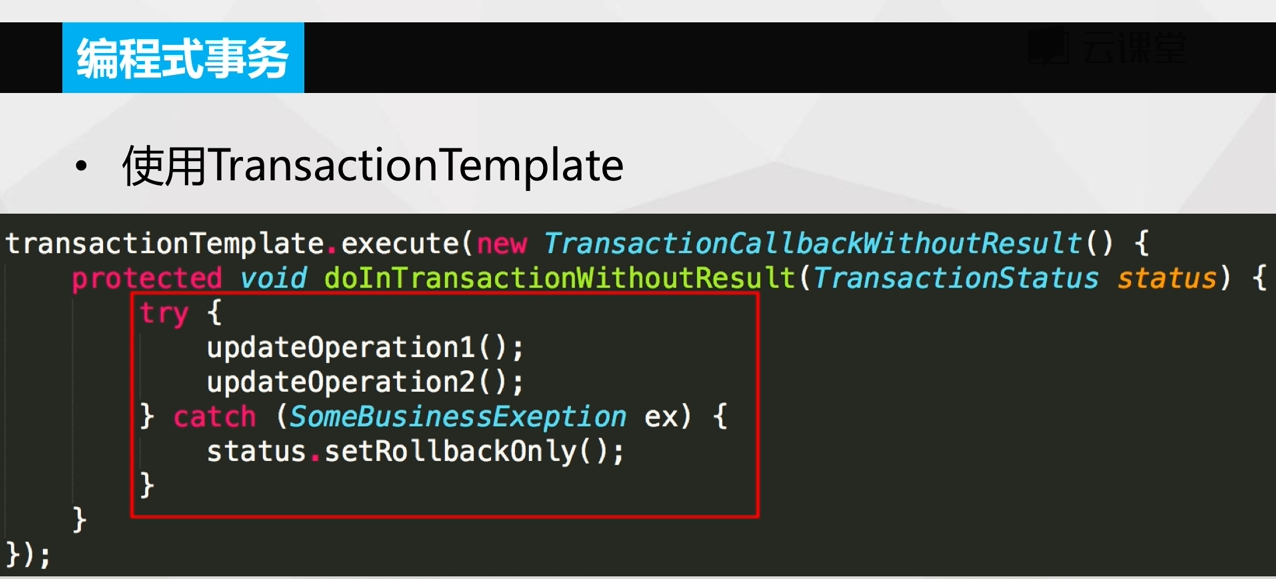 编程式事务
云课堂
• 使用TransactionTemplate
transactionTemplate.execute(new TransactionCallbackWithoutResult() {
protected void doInTransactionWithoutResult(TransactionStatus status) {
try {
updateOperation1();
updateOperation2();
} catch (SomeBusinessExeption ex) {
status.setRollbackOnly();
}
}
});